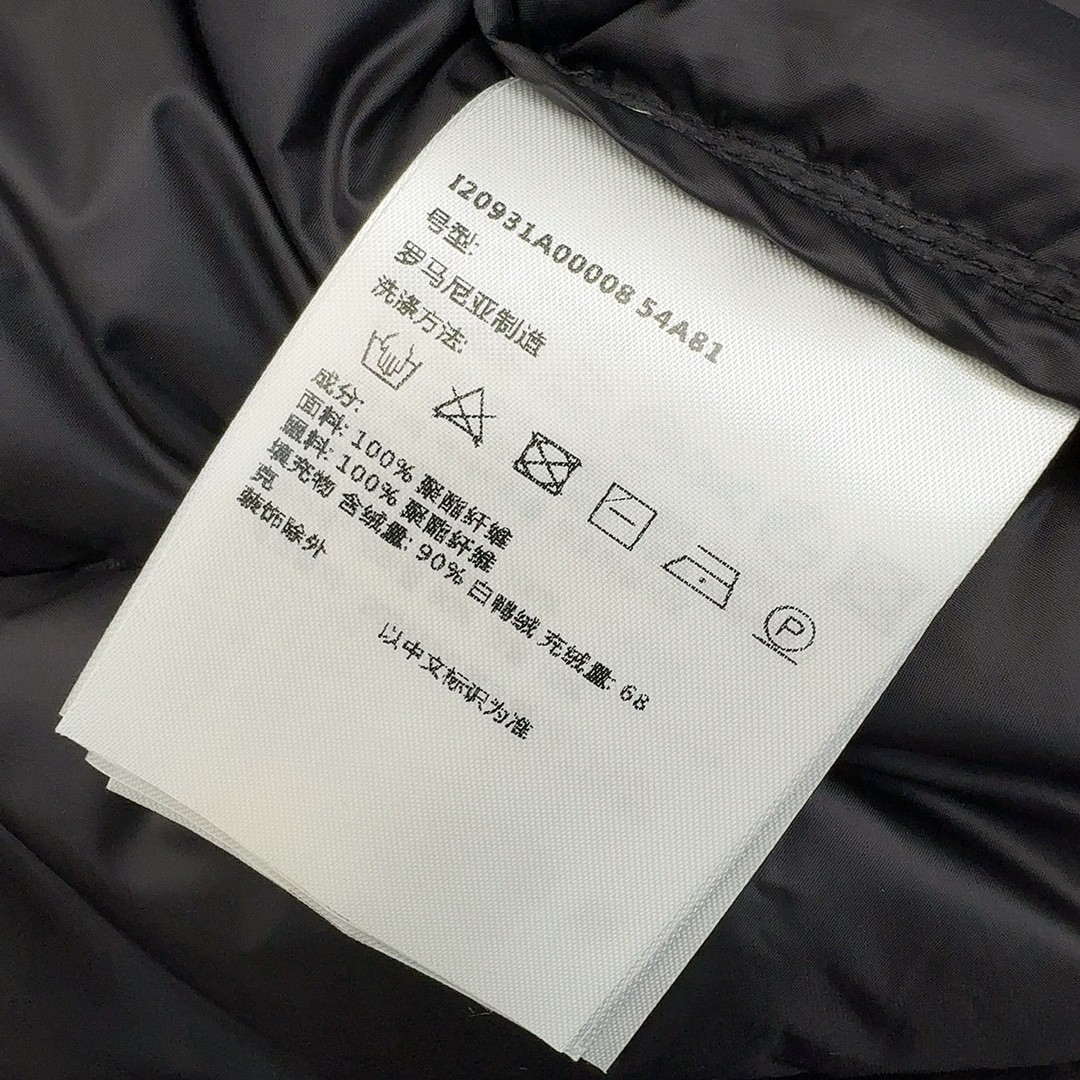 I20931A00008 54A81
号型:
罗马尼亚制造
洗涤方法:
P
成分:
面料: 100% 聚酯纤维
里料: 100% 聚酯纤维
填充物 含绒量: 90% 白鹅绒 充绒量: 68
克
装饰除外
以中文标识为准